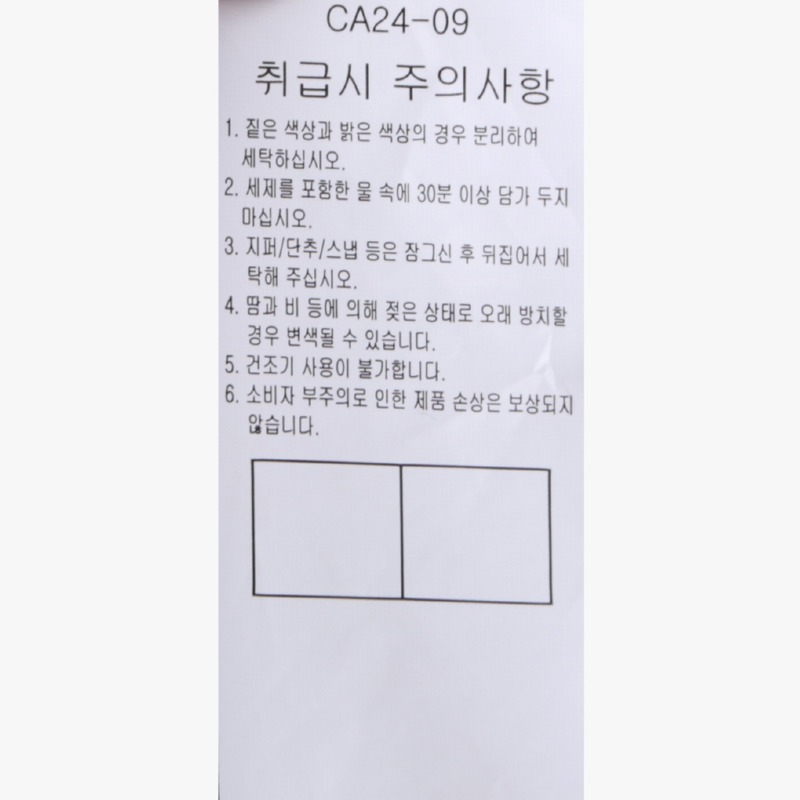 CA24-09
취급시 주의사항
1. 짙은 색상과 밝은 색상의 경우 분리하여
세탁하십시오.
2. 세제를 포함한 물 속에 30분 이상 담가 두지
마십시오.
3. 지퍼/단추/스냅 등은 잠그신 후 뒤집어서 세
탁해 주십시오.
4. 땀과 비 등에 의해 젖은 상태로 오래 방치할
경우 변색될 수 있습니다.
5. 건조기 사용이 불가합니다.
6. 소비자 부주의로 인한 제품 손상은 보상되지
않습니다.